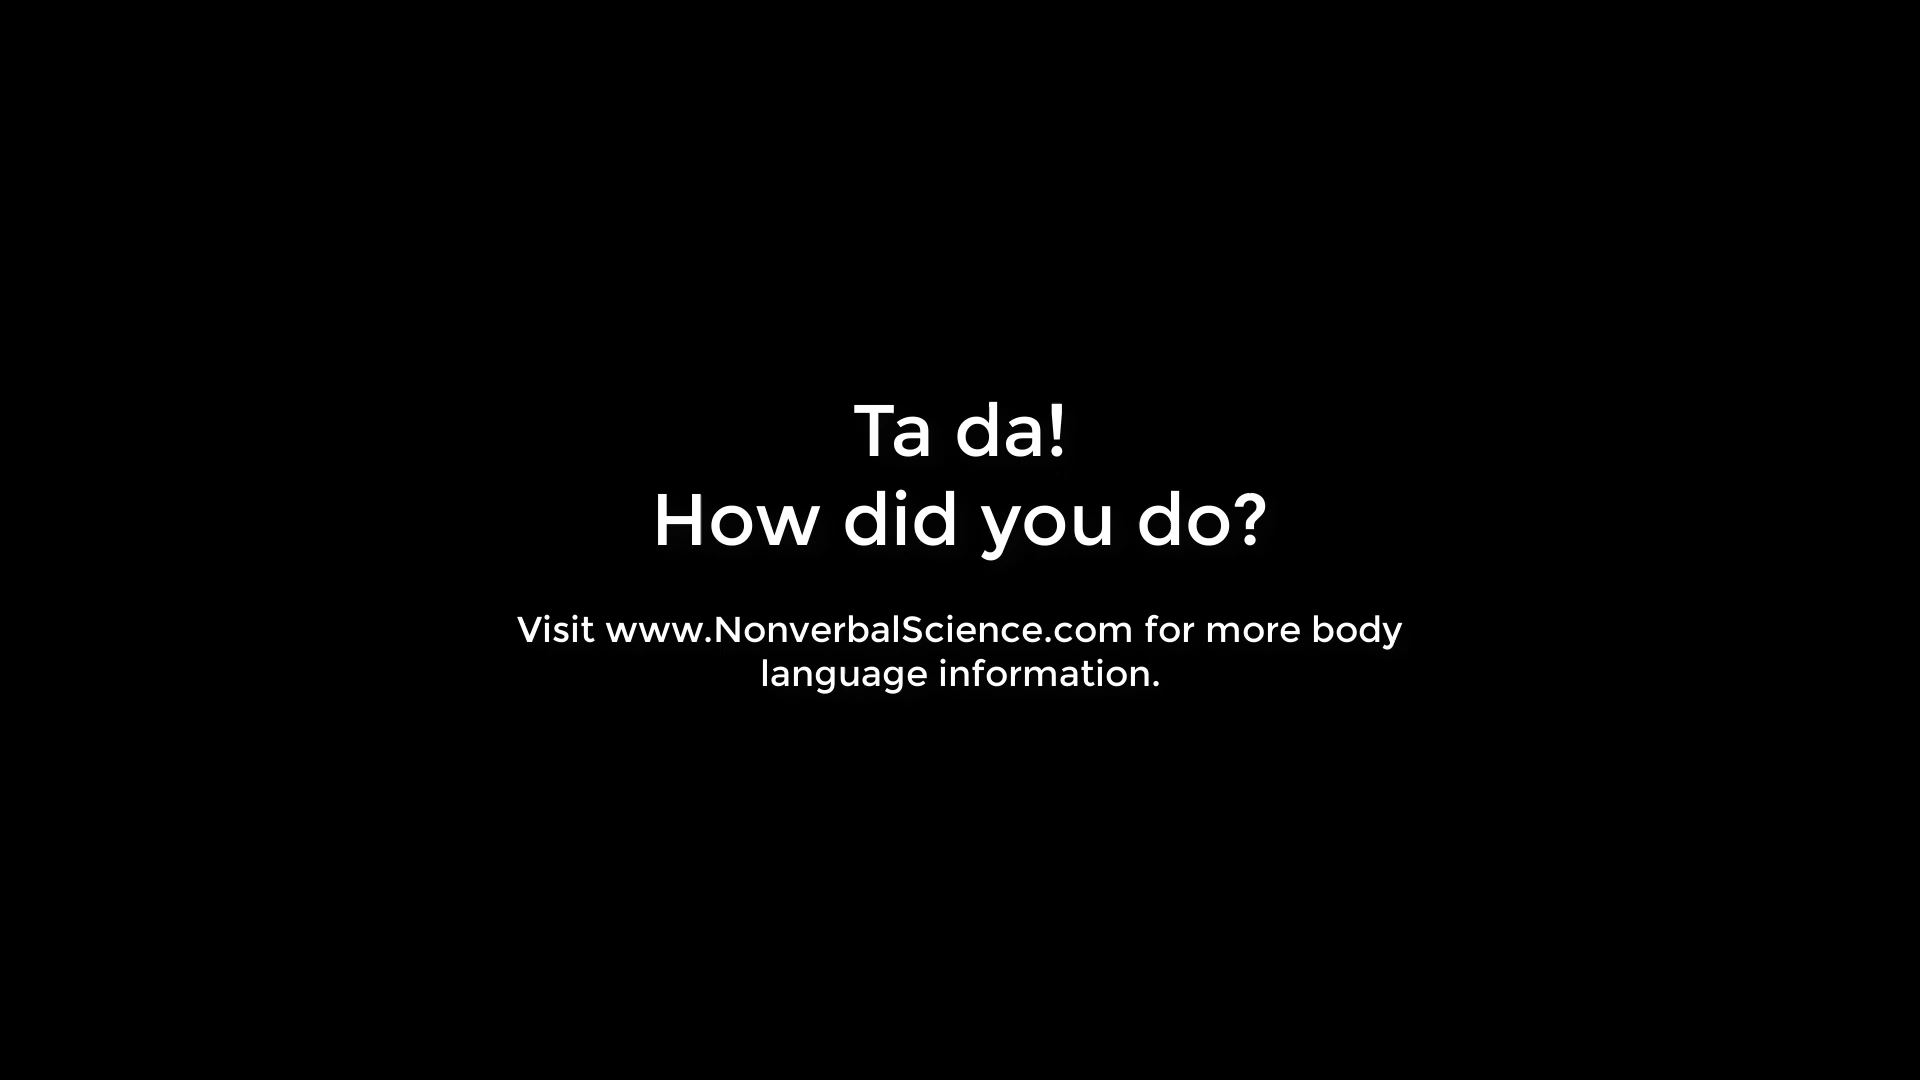 Ta da!
How did you do?
Visit www.NonverbalScience.com for more body
language information.